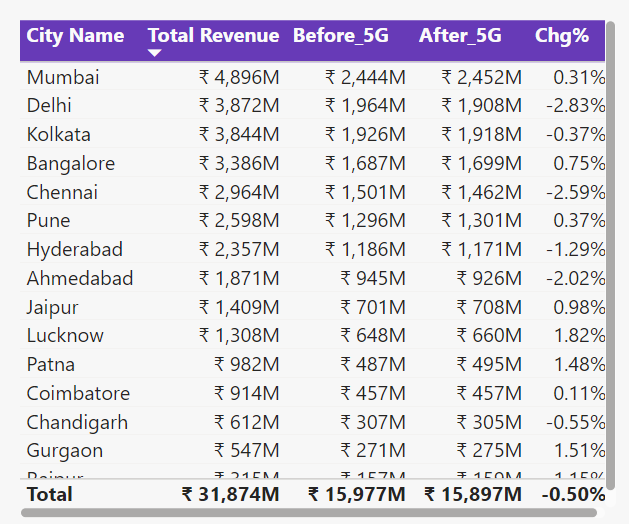 City Name Total Revenue Before_5G After_5G Chg%
Mumbai ₹ 4,896M ₹ 2,444M ₹ 2,452M 0.31%
Delhi ₹ 3,872M ₹ 1,964M ₹ 1,908M -2.83%
Kolkata ₹ 3,844M ₹ 1,926M ₹ 1,918M -0.37%
Bangalore ₹ 3,386M ₹ 1,687M ₹ 1,699M 0.75%
Chennai ₹ 2,964M ₹ 1,501M ₹ 1,462M -2.59%
Pune ₹ 2,598M ₹ 1,296M ₹ 1,301M 0.37%
Hyderabad ₹ 2,357M ₹ 1,186M ₹ 1,171M -1.29%
Ahmedabad ₹ 1,871M ₹ 945M ₹ 926M -2.02%
Jaipur ₹ 1,409M ₹ 701M ₹ 708M 0.98%
Lucknow ₹ 1,308M ₹ 648M ₹ 660M 1.82%
Patna ₹ 982M ₹ 487M ₹ 495M 1.48%
Coimbatore ₹ 914M ₹ 457M ₹ 457M 0.11%
Chandigarh ₹ 612M ₹ 307M ₹ 305M -0.55%
Gurgaon ₹ 547M ₹ 271M ₹ 275M 1.51%
Total ₹ 31,874M ₹ 15,977M ₹ 15,897M -0.50%